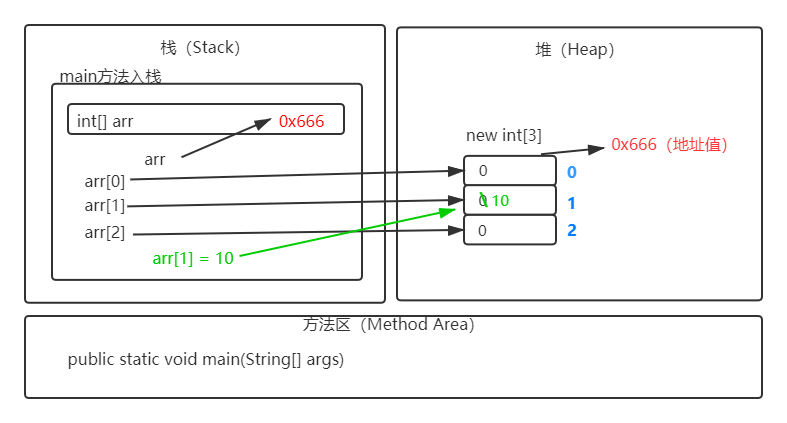 栈（Stack）
main方法入栈
int[] arr
0x666
arr
arr[0]
arr[1]
arr[2]
arr[1] = 10
堆（Heap）
new int[3]
0x666（地址值）
0
0
0 10
1
0
2
方法区（Method Area）
public static void main(String[] args)